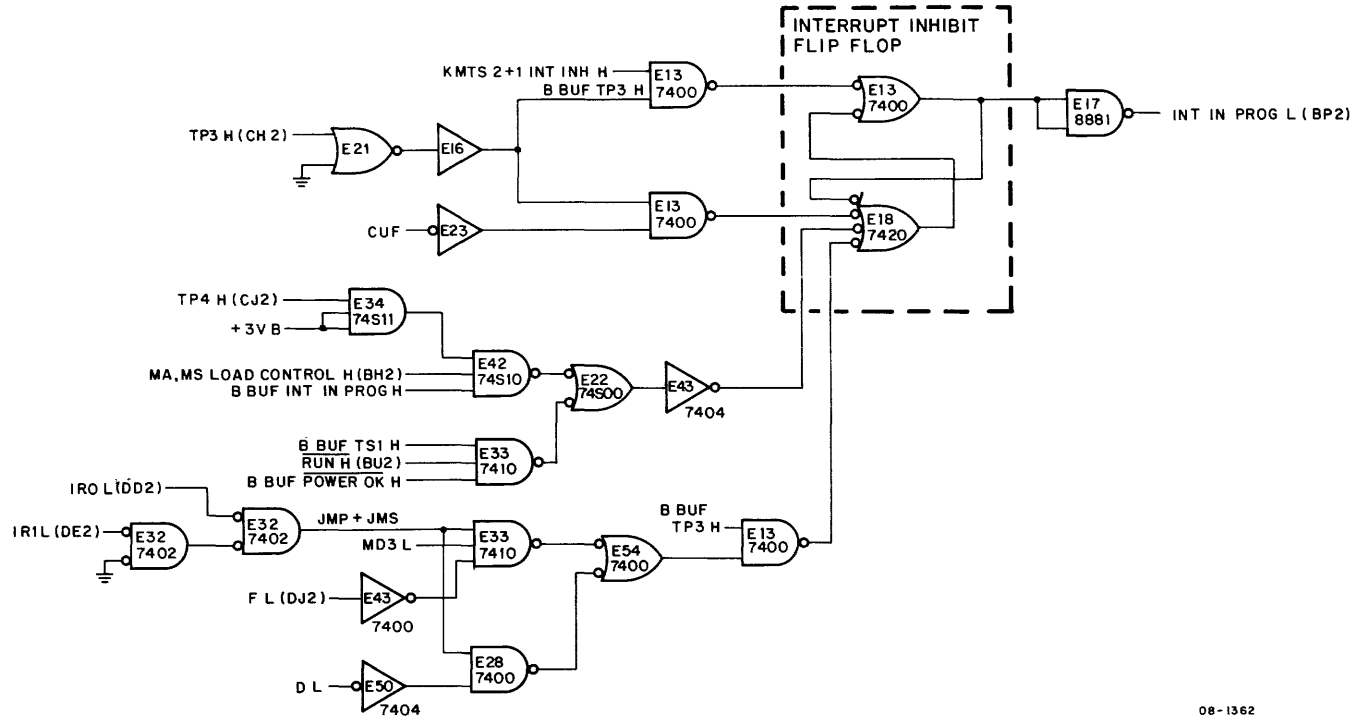 INTERRUPT INHIBIT
FLIP FLOP
KMTS 2+1 INT INH H
B BUF TP3 H
E13
7400
E13
7400
E17
8881
INT IN PROG L (BP2)
TP3 H (CH2)
E21
E16
E13
7400
E18
7420
CUF
E23
TP4 H (CJ2)
+3VB
E34
74S11
MA, MS LOAD CONTROL H (BH2)
B BUF INT IN PROG H
E42
74S10
E22
74S00
E43
7404
B BUF TS1 H
RUN H (BU2)
B BUF POWER OK H
E33
7410
IR0 L (DD2)
IR1L (DE2)
E32
7402
E32
7402
JMP + JMS
MD3 L
E33
7410
E54
7400
B BUF
TP3 H
E13
7400
F L (DJ2)
E43
7400
E28
7400
D L
E50
7404
08-1362